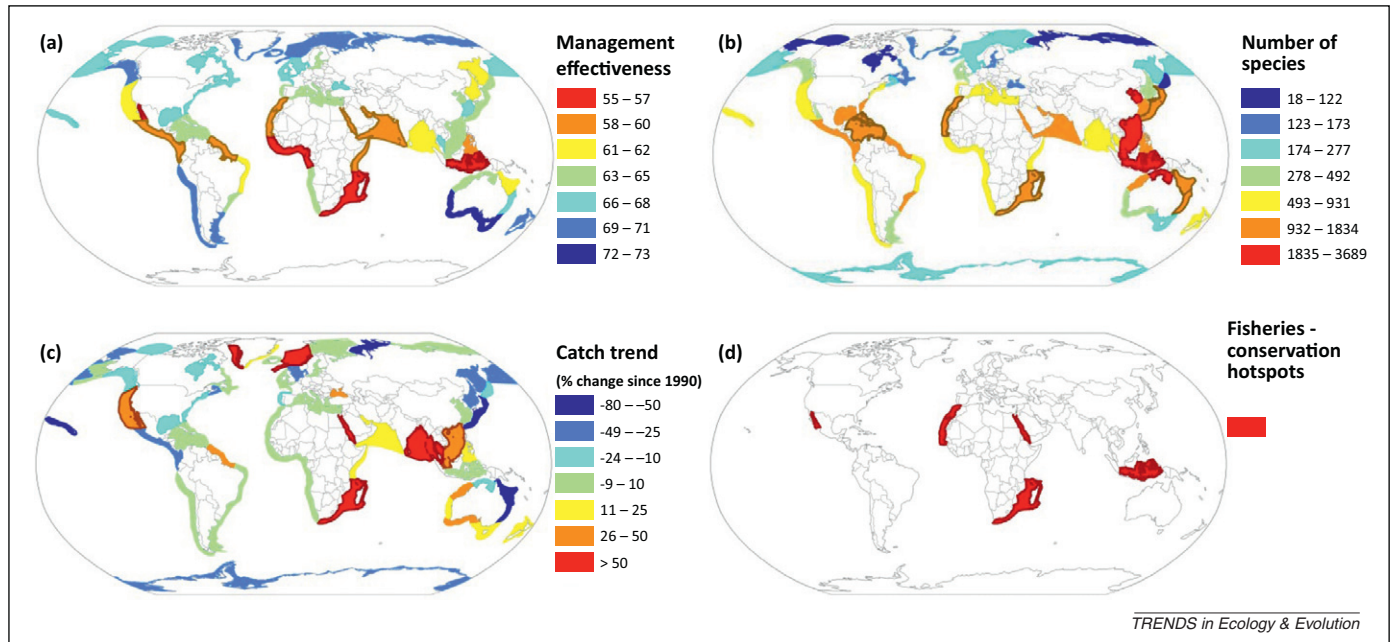 (a)
Management
effectiveness
55 – 57
58 – 60
61 – 62
63 – 65
66 – 68
69 – 71
72 – 73
(b)
Number of
species
18 – 122
123 – 173
174 – 277
278 – 492
493 – 931
932 – 1834
1835 – 3689
(c)
Catch trend
(% change since 1990)
-80 – –50
-49 – –25
-24 – –10
-9 – 10
11 – 25
26 – 50
> 50
(d)
Fisheries -
conservation
hotspots
TRENDS in Ecology & Evolution